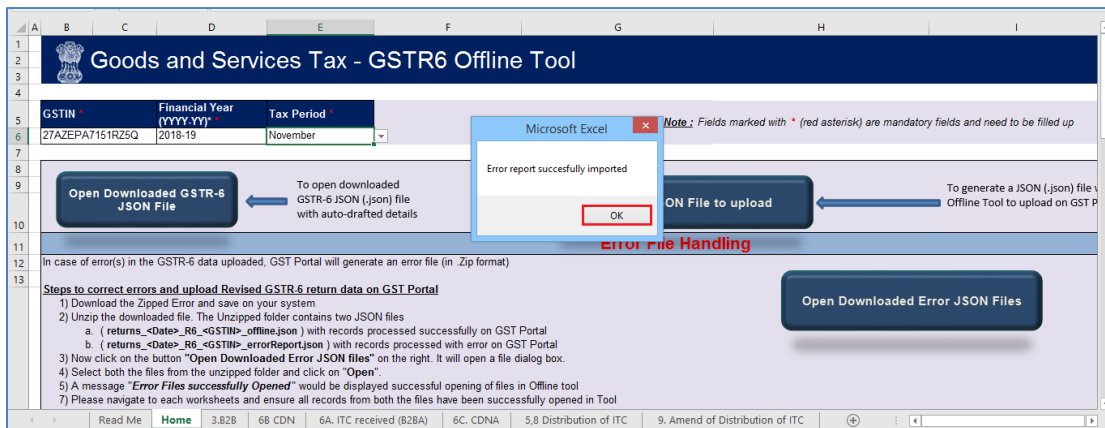 A B C D E F G H I
1
2
3
4
5
6
7
8
9
10
11
12
13
Goods and Services Tax - GSTR6 Offline Tool
GSTIN *
Financial Year
(YYYY-YY)* *
Tax Period *
27AZEPA7151RZ5Q 2018-19 November
Note : Fields marked with * (red asterisk) are mandatory fields and need to be filled up
Microsoft Excel
Error report succesfully imported
OK
Open Downloaded GSTR-6
JSON File
To open downloaded
GSTR-6 JSON (.json) file
with auto-drafted details
File to upload
To generate a JSON (.json) file
Offline Tool to upload on GST
Error File Handling
In case of error(s) in the GSTR-6 data uploaded, GST Portal will generate an error file (in .Zip format)
Steps to correct errors and upload Revised GSTR-6 return data on GST Portal
1) Download the Zipped Error and save on your system
2) Unzip the downloaded file. The Unzipped folder contains two JSON files
a. ( returns_<Date>_R6_<GSTIN>_offline.json ) with records processed successfully on GST Portal
b. ( returns_<Date>_R6_<GSTIN>_errorReport.json ) with records processed with error on GST Portal
3) Now click on the button "Open Downloaded Error JSON files" on the right. It will open a file dialog box.
4) Select both the files from the unzipped folder and click on "Open".
5) A message "Error Files successfully Opened" would be displayed successful opening of files in Offline tool
7) Please navigate to each worksheets and ensure all records from both the files have been successfully opened in Tool
Open Downloaded Error JSON Files
Read Me Home 3.B2B 6B CDN 6A. ITC received (B2BA) 6C. CDNA 5,8 Distribution of ITC 9. Amend of Distribution of ITC